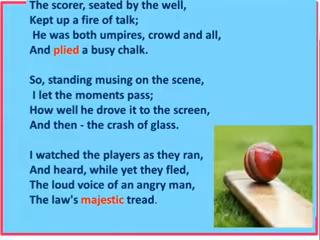 The scorer, seated by the well,
Kept up a fire of talk;
He was both umpires, crowd and all,
And plied a busy chalk.
So, standing musing on the scene,
I let the moments pass;
How well he drove it to the screen,
And then - the crash of glass.
I watched the players as they ran,
And heard, while yet they fled,
The loud voice of an angry man,
The law's majestic tread.